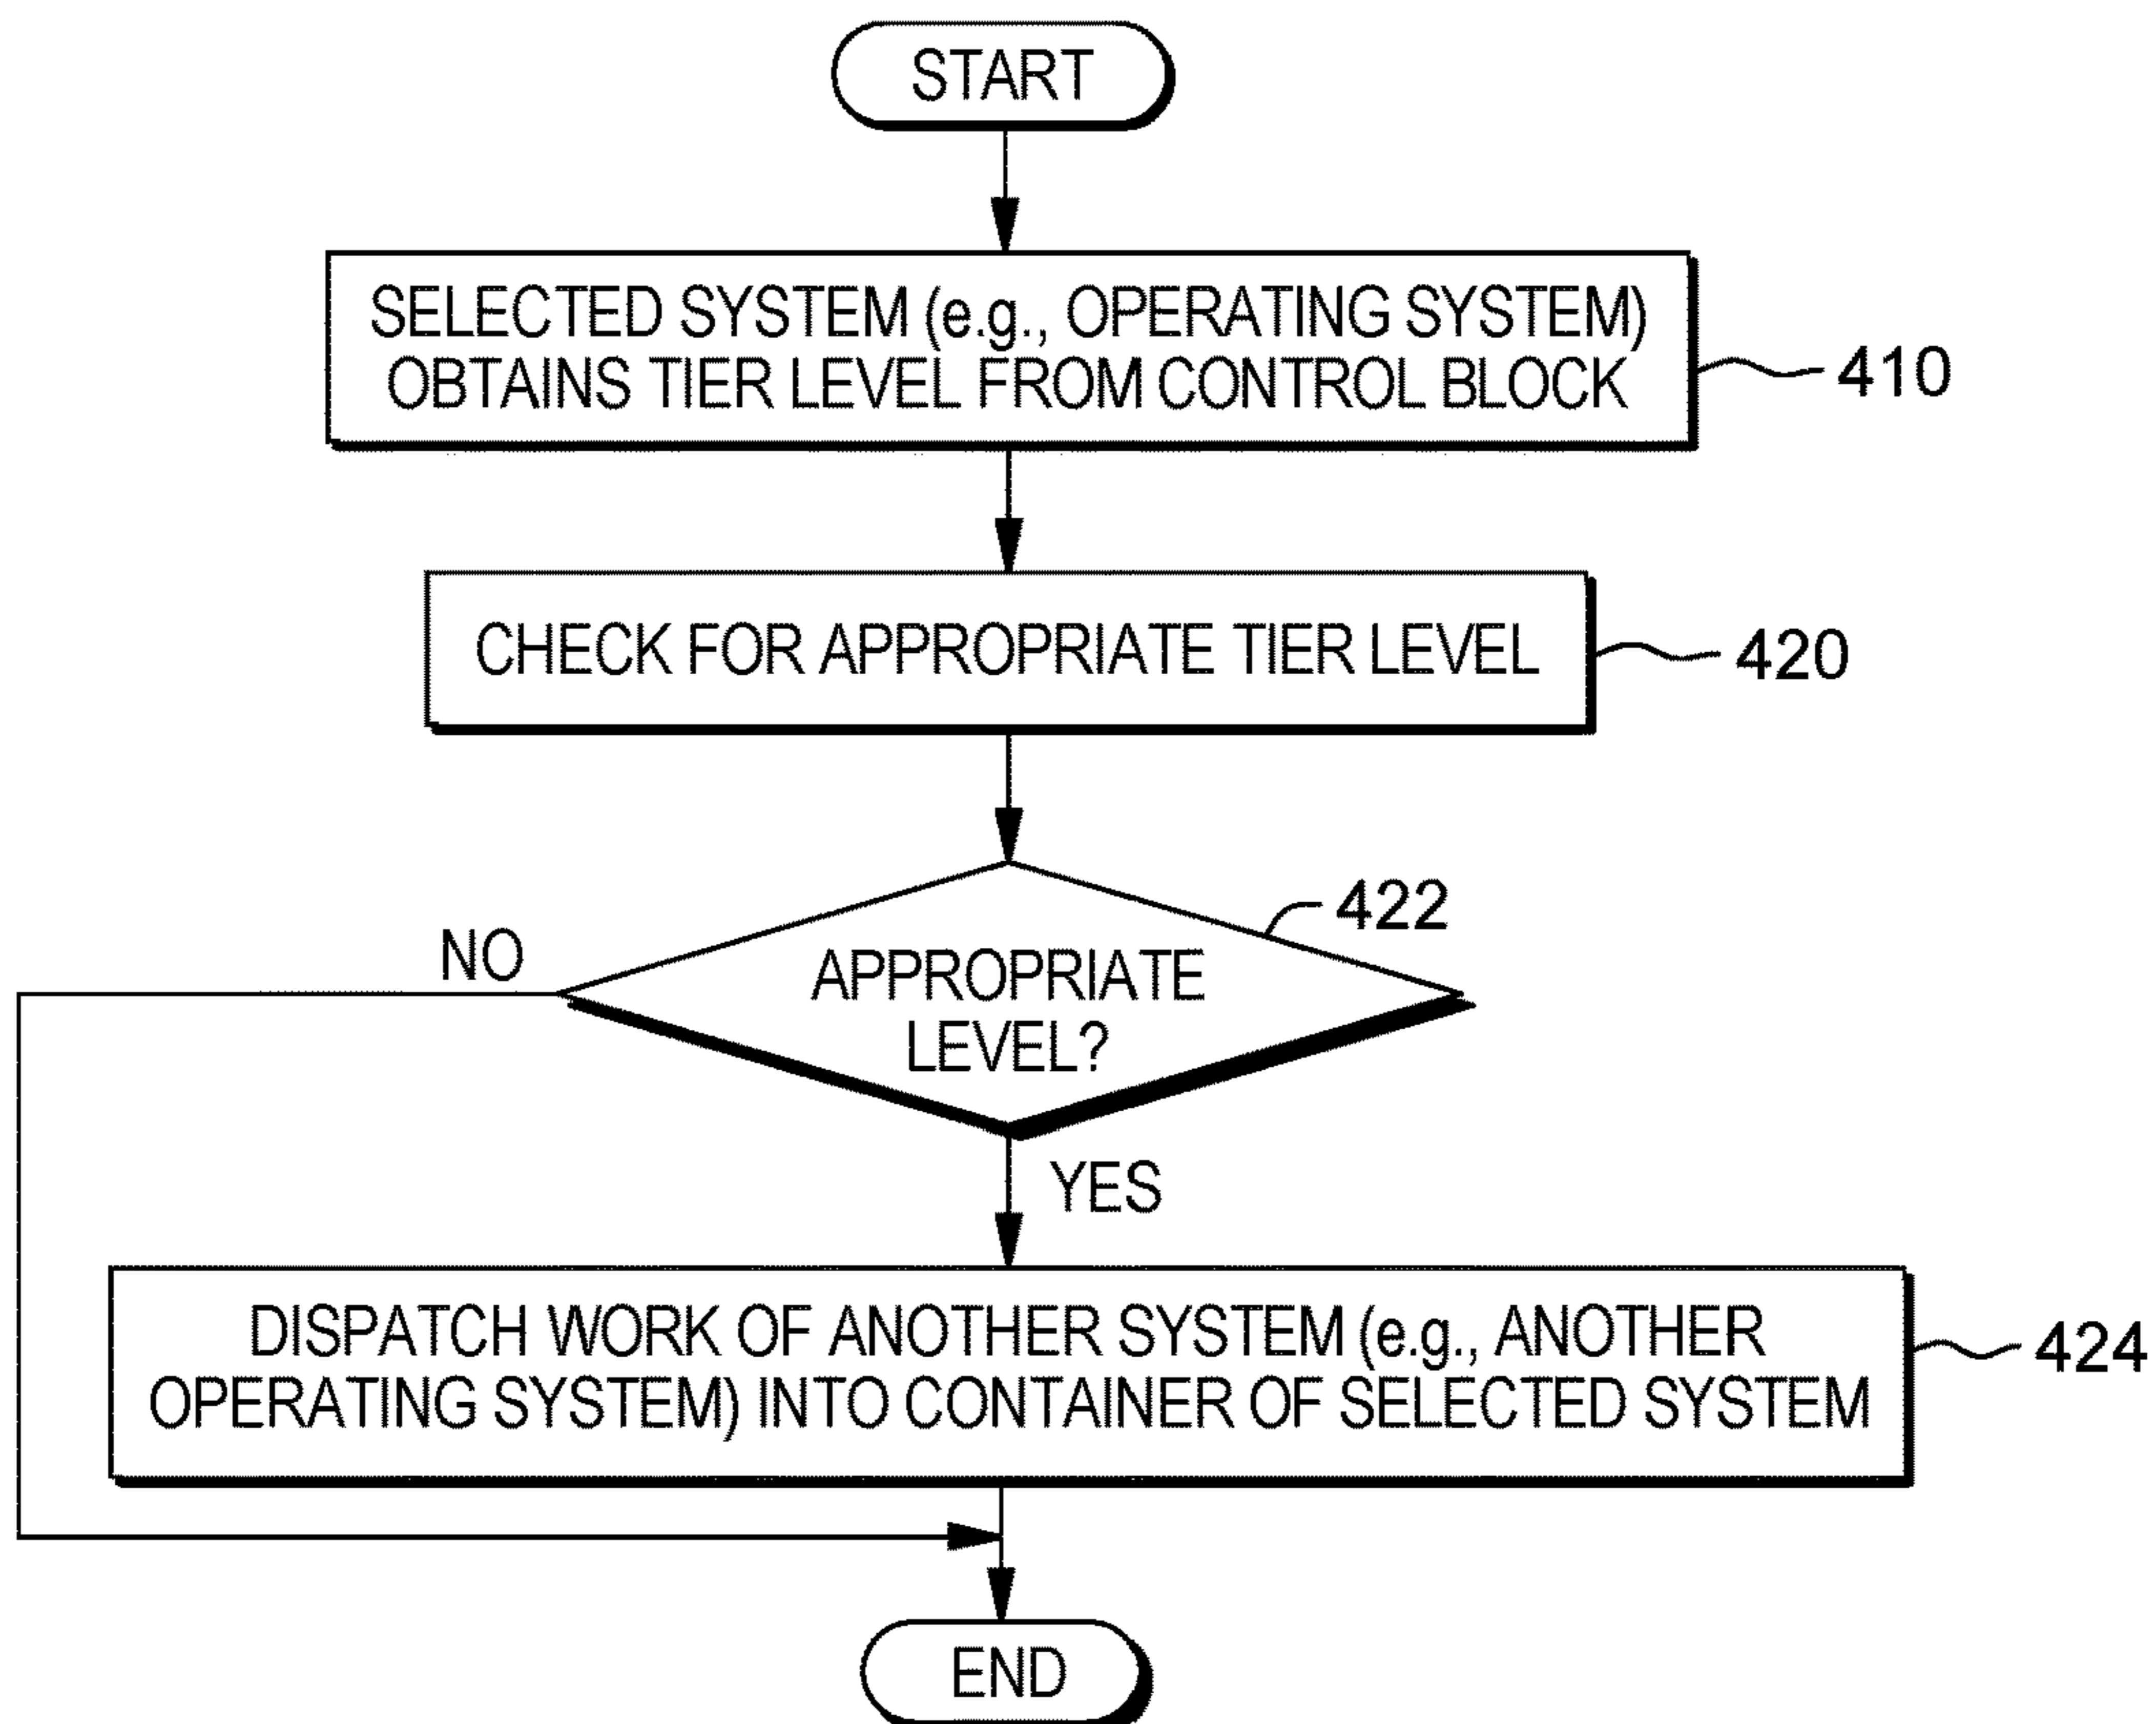 START
SELECTED SYSTEM (e.g., OPERATING SYSTEM)
OBTAINS TIER LEVEL FROM CONTROL BLOCK
410
CHECK FOR APPROPRIATE TIER LEVEL
420
422
NO
APPROPRIATE
LEVEL?
YES
DISPATCH WORK OF ANOTHER SYSTEM (e.g., ANOTHER
OPERATING SYSTEM) INTO CONTAINER OF SELECTED SYSTEM
424
END